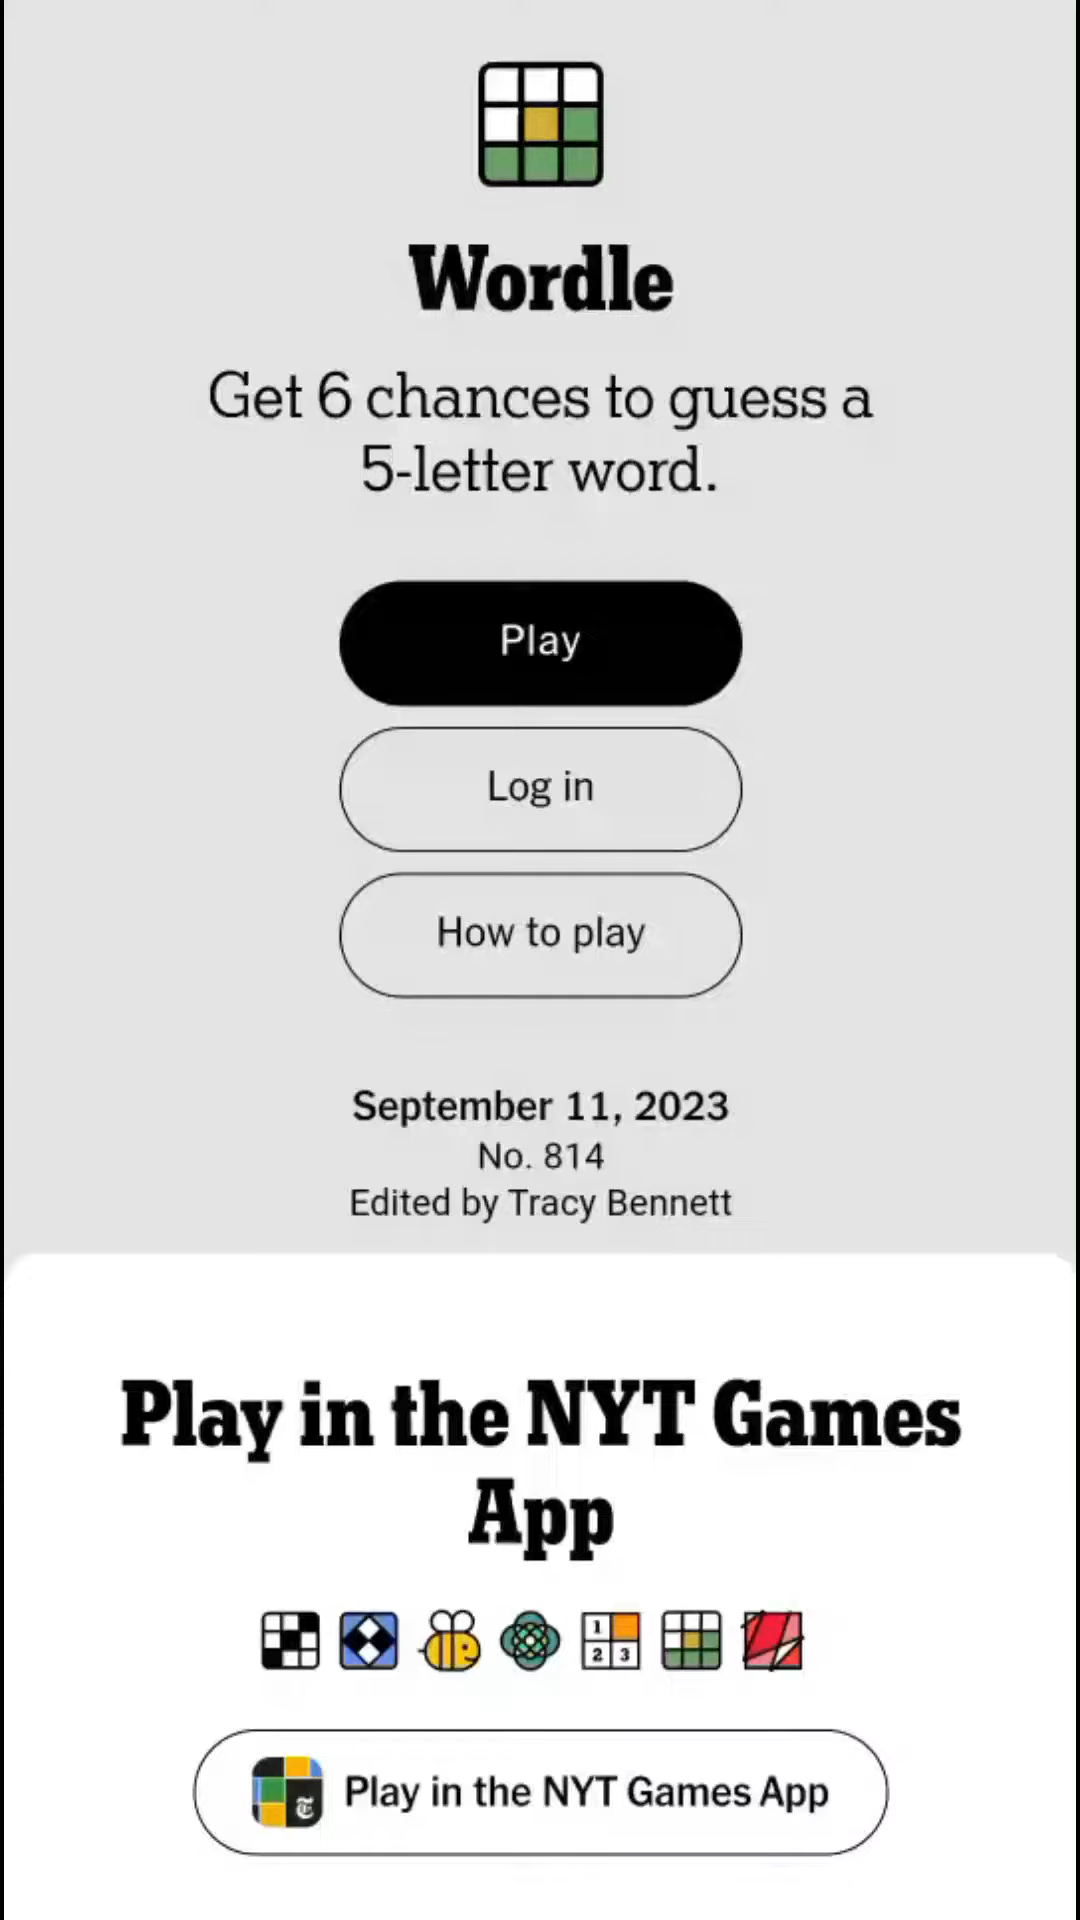 Wordle
Get 6 chances to guess a
5-letter word.
Play
Log in
How to play
September 11, 2023
No. 814
Edited by Tracy Bennett
Play in the NYT Games
App
1
2 3
Play in the NYT Games App